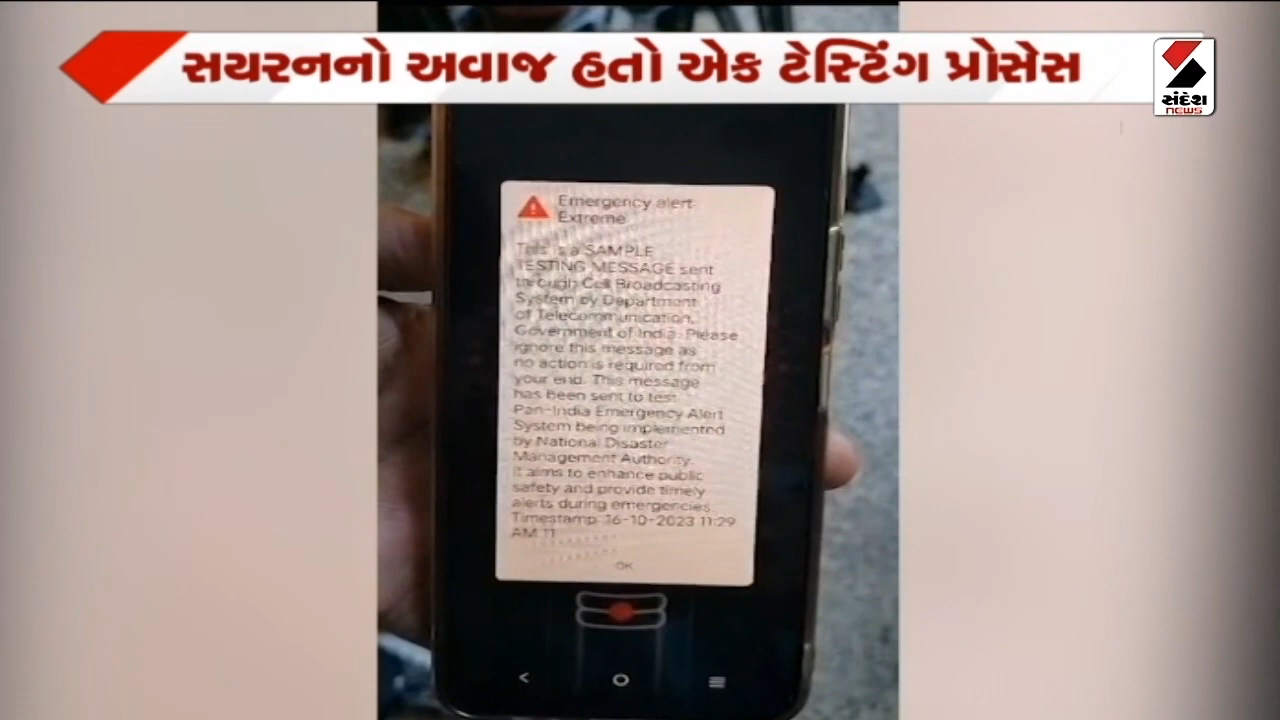 સયરનનો અવાજ હતો એક ટેસ્ટિંગ પ્રોસેસ
સંદેશ
NEWS
Emergency alert:
Extreme
This is a SAMPLE
TESTING MESSAGE sent
through Cell Broadcasting
System by Department
of Telecommunication,
Government of India. Please
ignore this message as
no action is required from
your end. This message
has been sent to test
Pan-India Emergency Alert
System being implemented
by National Disaster
Management Authority.
It aims to enhance public
safety and provide timely
alerts during emergencies.
Timestamp: 16-10-2023 11:29
AM 11
OK